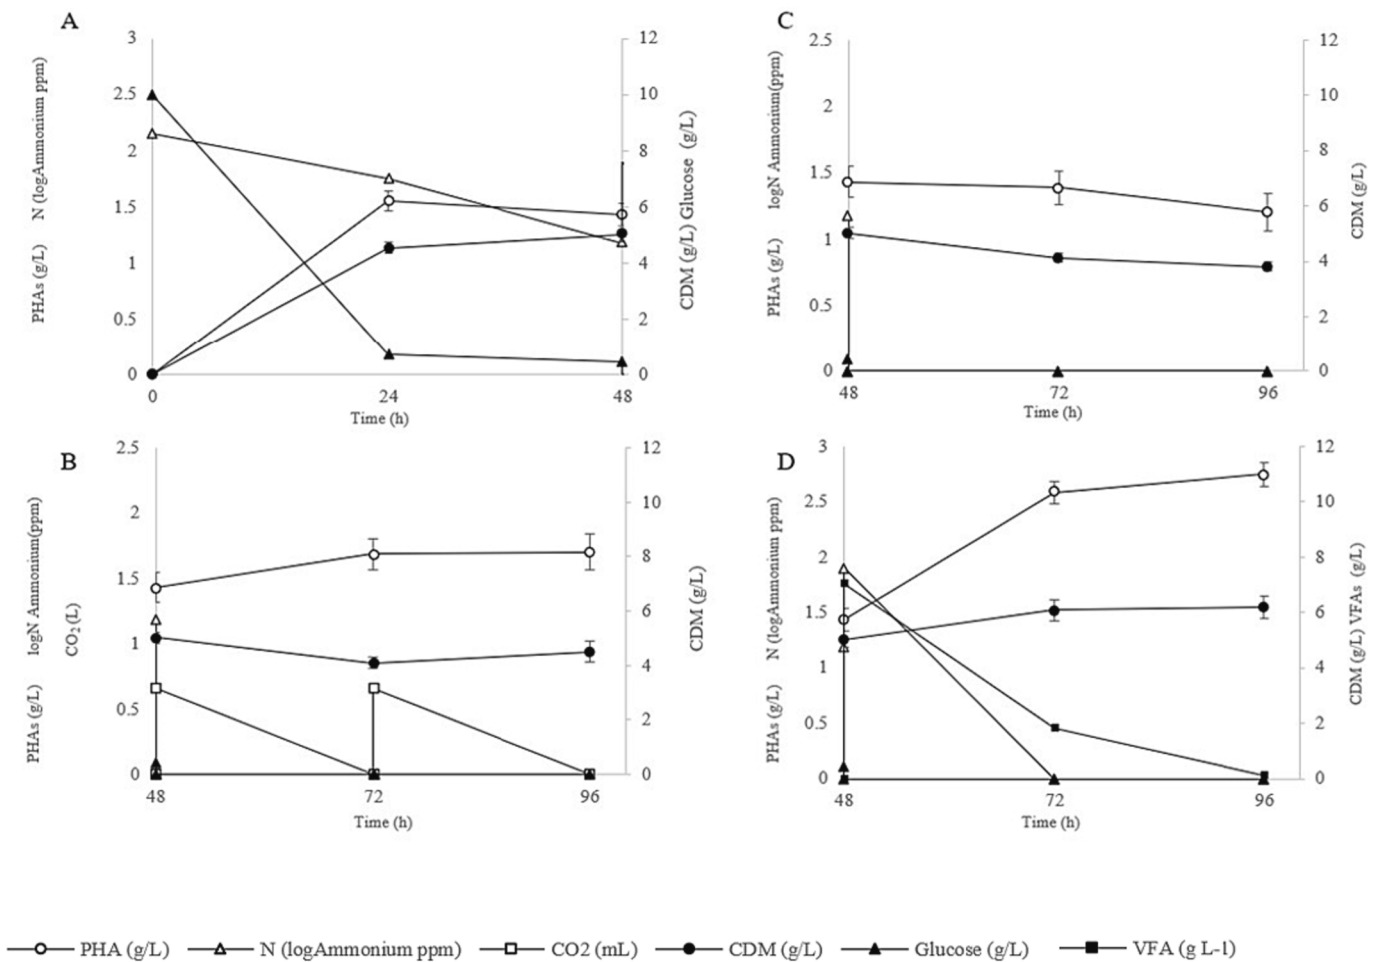 A
3
2.5
2
1.5
1
0.5
0
12
10
8
6
4
2
0
0 24 48
Time (h)
PHAs (g/L) N (logAmmonium ppm)
CDM (g/L) Glucose (g/L)
C
2.5
2
1.5
1
0.5
0
12
10
8
6
4
2
0
48 72 96
Time (h)
PHAs (g/L) logN Ammonium(ppm)
CDM (g/L)
B
2.5
2
1.5
1
0.5
0
12
10
8
6
4
2
0
48 72 96
Time (h)
PHAs (g/L) logN Ammonium(ppm)
CO2 (L)
CDM (g/L)
D
3
2.5
2
1.5
1
0.5
0
12
10
8
6
4
2
0
48 72 96
Time (h)
PHAs (g/L) N (logAmmonium ppm)
CDM (g/L) VFAs (g/L)
PHA (g/L) N (logAmmonium ppm) CO2 (mL) CDM (g/L) Glucose (g/L) VFA (g L-1)